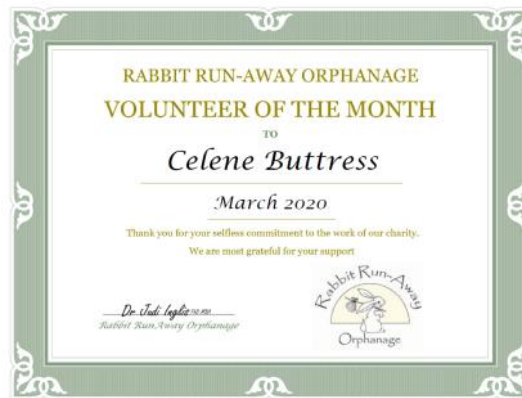 RABBIT RUN-AWAY ORPHANAGE
VOLUNTEER OF THE MONTH
TO
Celene Buttress
March 2020
Thank you for your selfless commitment to the work of our charity.
We are most grateful for your support
Dr Judi Inglis
Rabbit Run Away Orphanage
Rabbit Run-Away
Orphanage